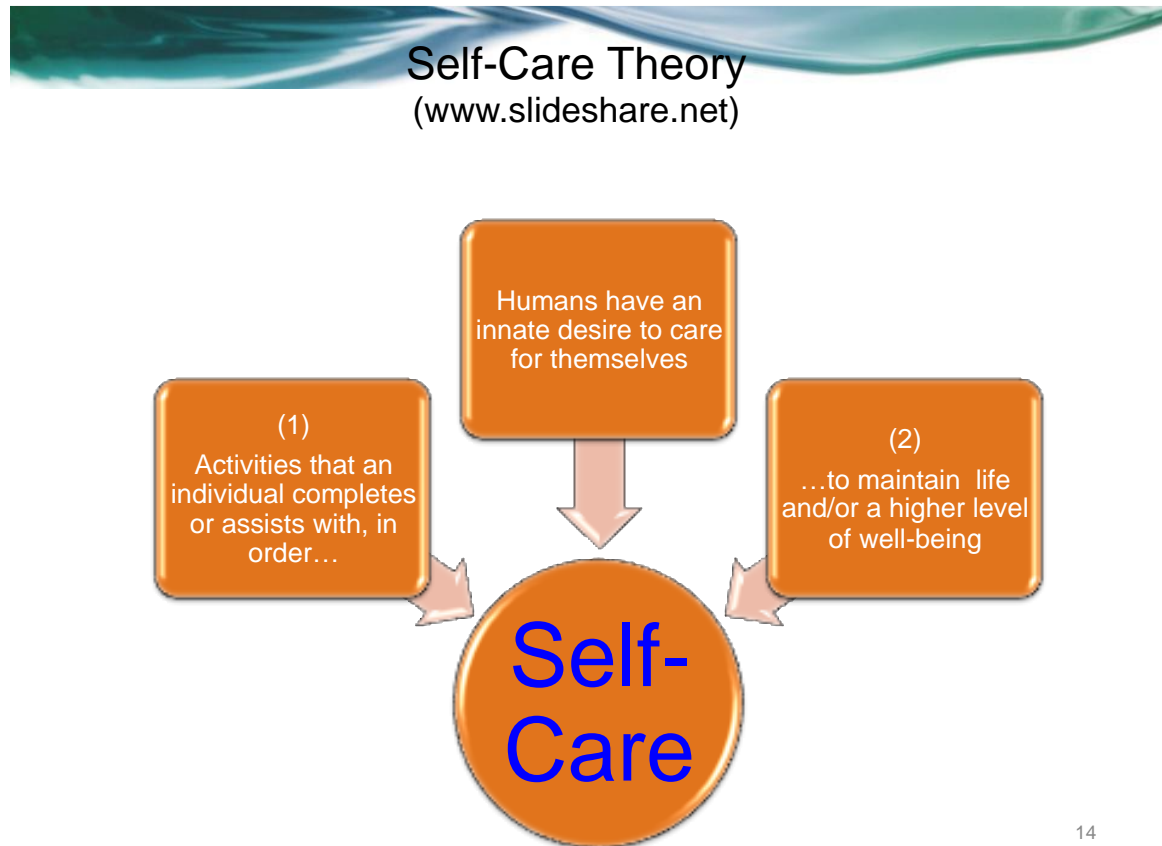 Self-Care Theory
(www.slideshare.net)
Humans have an
innate desire to care
for themselves
(1)
Activities that an
individual completes
or assists with, in
order…
(2)
…to maintain  life
and/or a higher level
of well-being
Self-
Care
14